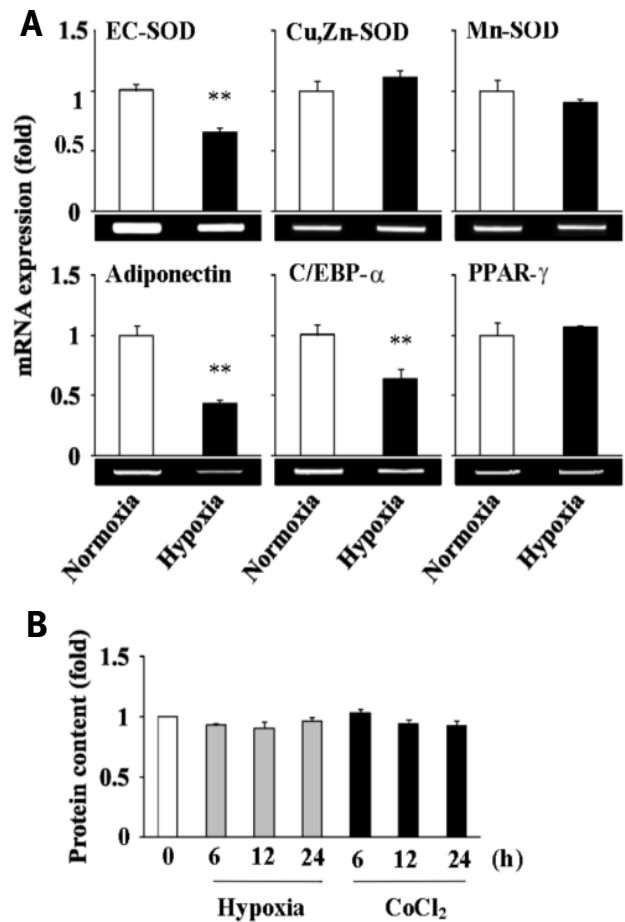 A
mRNA expression (fold)
EC-SOD
Cu,Zn-SOD
Mn-SOD
1.5
1
0.5
0
**
Adiponectin
C/EBP-α
PPAR-γ
1.5
1
0.5
0
**
**
Normoxia
Hypoxia
Normoxia
Hypoxia
Normoxia
Hypoxia
B
Protein content (fold)
1.5
1
0.5
0
0 6 12 24 6 12 24 (h)
Hypoxia CoCl₂